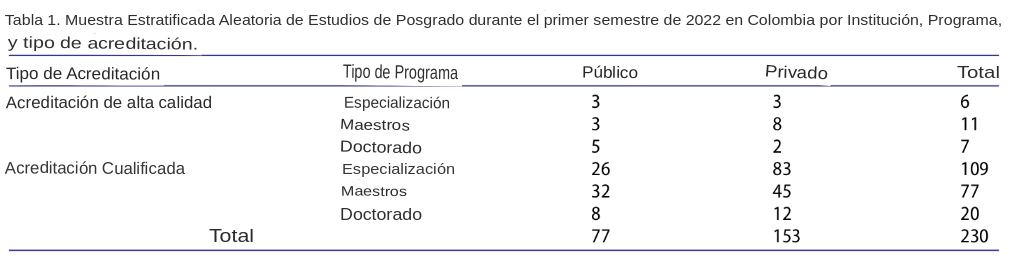 Tabla 1. Muestra Estratificada Aleatoria de Estudios de Posgrado durante el primer semestre de 2022 en Colombia por Institución, Programa,
y tipo de acreditación.
Tipo de Acreditación Tipo de Programa Público Privado Total
Acreditación de alta calidad Especialización 3 3 6
Maestros 3 8 11
Doctorado 5 2 7
Acreditación Cualificada Especialización 26 83 109
Maestros 32 45 77
Doctorado 8 12 20
Total 77 153 230